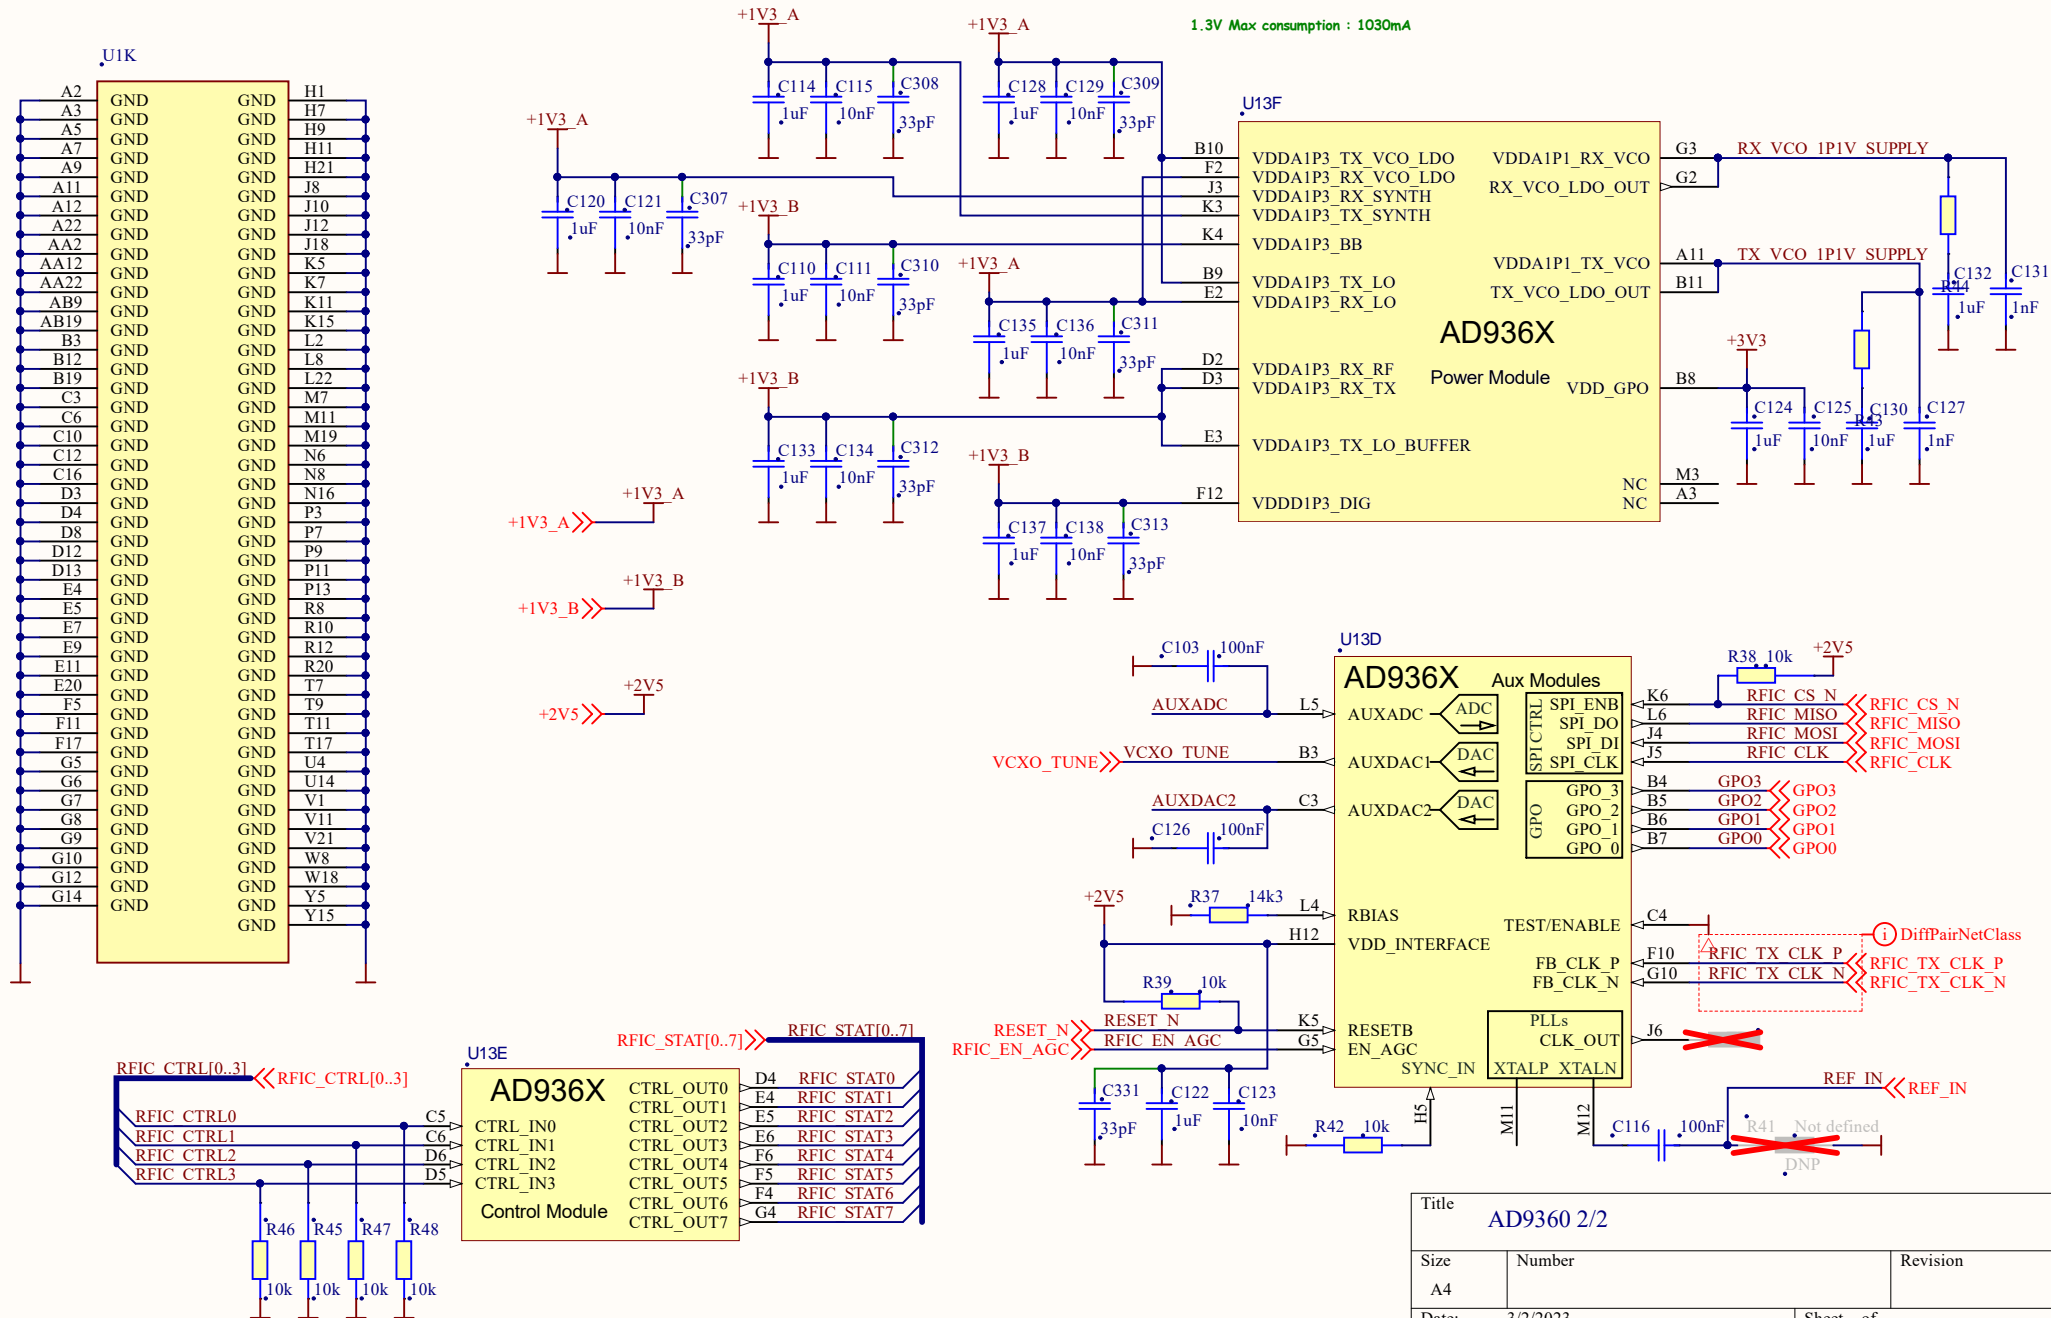 1.3V Max consumption : 1030mA
U1K
A2 GND GND H1
A3 GND GND H7
A5 GND GND H9
A7 GND GND H11
A9 GND GND H21
A11 GND GND J8
A12 GND GND J10
A22 GND GND J12
AA2 GND GND J18
AA12 GND GND K5
AA22 GND GND K7
AB9 GND GND K11
AB19 GND GND K15
B3 GND GND L2
B12 GND GND L8
B19 GND GND L22
C3 GND GND M7
C6 GND GND M11
C10 GND GND M19
C12 GND GND N6
C16 GND GND N8
D3 GND GND N16
D4 GND GND P3
D8 GND GND P7
D12 GND GND P9
D13 GND GND P11
E4 GND GND P13
E5 GND GND R8
E7 GND GND R10
E9 GND GND R12
E11 GND GND R20
E20 GND GND T7
F5 GND GND T9
F11 GND GND T11
F17 GND GND T17
G5 GND GND U4
G6 GND GND U14
G7 GND GND V1
G8 GND GND V11
G9 GND GND V21
G10 GND GND W8
G12 GND GND W18
G14 GND GND Y5
GND Y15
+1V3_A
C114 C115 C308
1uF 10nF 33pF
+1V3_A
C128 C129 C309
1uF 10nF 33pF
+1V3_A
C120 C121 C307
1uF 10nF 33pF
+1V3_B
C110 C111 C310
1uF 10nF 33pF
+1V3_A
C135 C136 C311
1uF 10nF 33pF
+1V3_B
C133 C134 C312
1uF 10nF 33pF
+1V3_B
C137 C138 C313
1uF 10nF 33pF
+1V3_A
+1V3_A
+1V3_B
+1V3_B
+2V5
+2V5
U13F
B10 VDDA1P3_TX_VCO_LDO
F2 VDDA1P3_RX_VCO_LDO
J3 VDDA1P3_RX_SYNTH
K3 VDDA1P3_TX_SYNTH
K4 VDDA1P3_BB
B9 VDDA1P3_TX_LO
E2 VDDA1P3_RX_LO
D2 VDDA1P3_RX_RF
D3 VDDA1P3_RX_TX
E3 VDDA1P3_TX_LO_BUFFER
F12 VDDD1P3_DIG
AD936X
Power Module
VDDA1P1_RX_VCO G3 RX_VCO_1P1V_SUPPLY
RX_VCO_LDO_OUT G2
VDDA1P1_TX_VCO A11 TX_VCO_1P1V_SUPPLY
TX_VCO_LDO_OUT B11
VDD_GPO B8
NC M3
NC A3
R44 C132 C131
1uF 1nF
+3V3
C124 C125 R43 C130 C127
1uF 10nF 1uF 1nF
U13D
AD936X Aux Modules
C103 100nF
AUXADC L5 AUXADC ADC
VCXO_TUNE VCXO_TUNE B3 AUXDAC1 DAC
AUXDAC2 C3 AUXDAC2 DAC
C126 100nF
+2V5
R37 14k3 L4 RBIAS
H12 VDD_INTERFACE
R39 10k
RESET_N RESET_N K5 RESETB
RFIC_EN_AGC RFIC_EN_AGC G5 EN_AGC
SYNC_IN
H5
C331 C122 C123
33pF 1uF 10nF
R42 10k
R38 10k +2V5
SPI CTRL
SPI_ENB K6 RFIC_CS_N RFIC_CS_N
SPI_DO L6 RFIC_MISO RFIC_MISO
SPI_DI J4 RFIC_MOSI RFIC_MOSI
SPI_CLK J5 RFIC_CLK RFIC_CLK
GPO
GPO_3 B4 GPO3 GPO3
GPO_2 B5 GPO2 GPO2
GPO_1 B6 GPO1 GPO1
GPO_0 B7 GPO0 GPO0
TEST/ENABLE C4
i DiffPairNetClass
FB_CLK_P F10 RFIC_TX_CLK_P RFIC_TX_CLK_P
FB_CLK_N G10 RFIC_TX_CLK_N RFIC_TX_CLK_N
PLLs
CLK_OUT J6
XTALP XTALN
M11 M12
REF_IN REF_IN
C116 100nF R41 Not defined
DNP
RFIC_STAT[0..7] RFIC_STAT[0..7]
RFIC_CTRL[0..3] RFIC_CTRL[0..3]
U13E
AD936X
Control Module
RFIC_CTRL0 C5 CTRL_IN0
RFIC_CTRL1 C6 CTRL_IN1
RFIC_CTRL2 D6 CTRL_IN2
RFIC_CTRL3 D5 CTRL_IN3
CTRL_OUT0 D4 RFIC_STAT0
CTRL_OUT1 E4 RFIC_STAT1
CTRL_OUT2 E5 RFIC_STAT2
CTRL_OUT3 E6 RFIC_STAT3
CTRL_OUT4 F6 RFIC_STAT4
CTRL_OUT5 F5 RFIC_STAT5
CTRL_OUT6 F4 RFIC_STAT6
CTRL_OUT7 G4 RFIC_STAT7
R46 R45 R47 R48
10k 10k 10k 10k
Title
AD9360 2/2
Size Number Revision
A4
Date: 3/2/2023 Sheet of